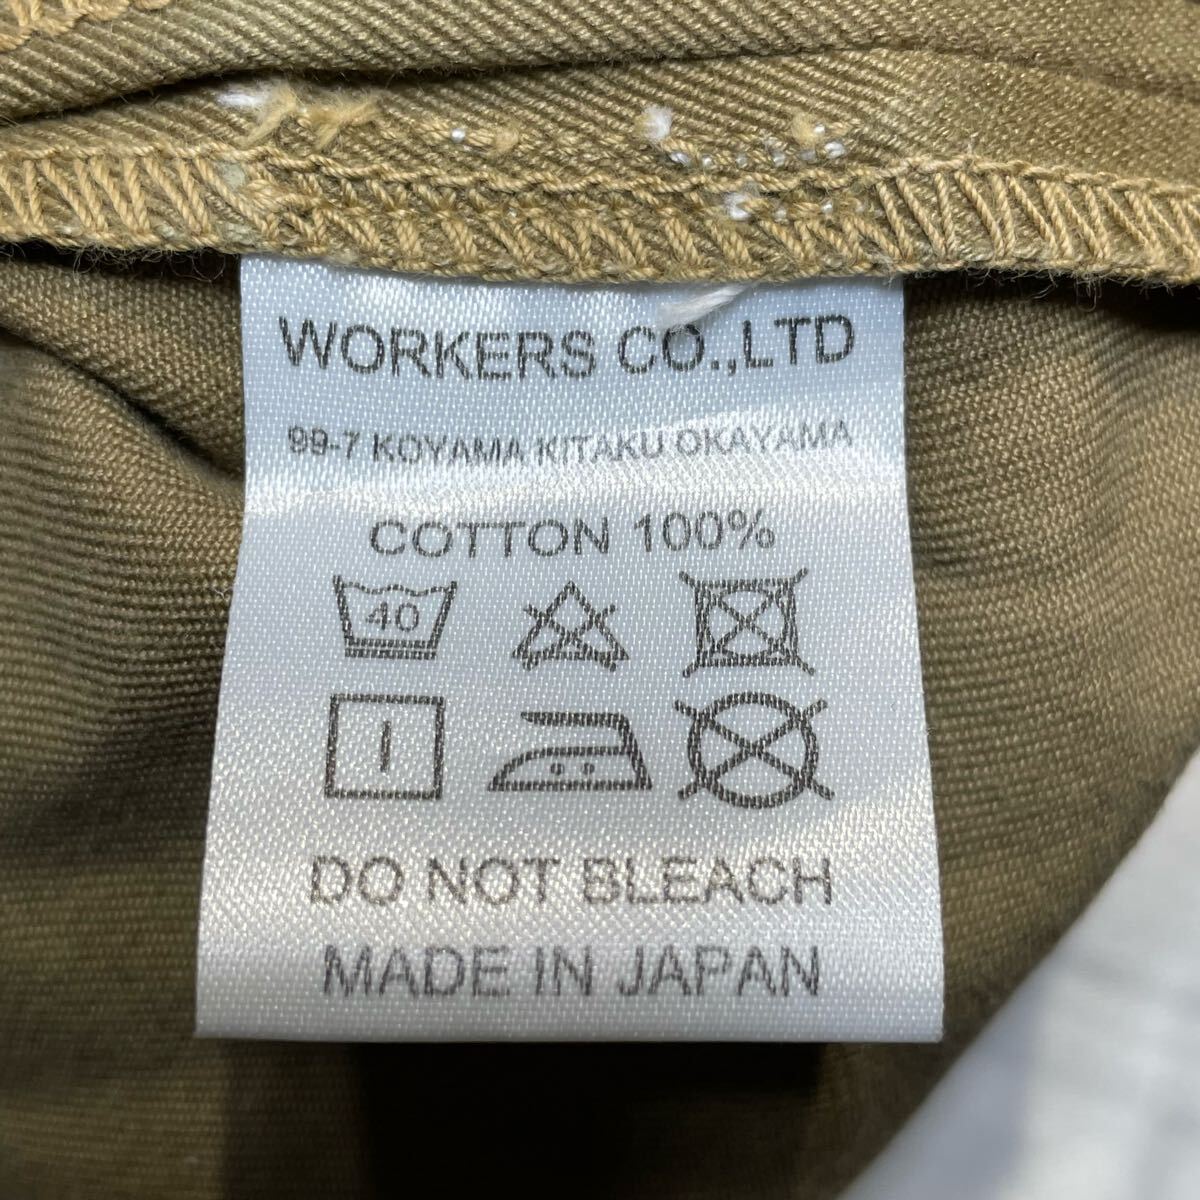 WORKERS CO.,LTD
99-7 KOYAMA KITAKU OKAYAMA
COTTON 100%
40
DO NOT BLEACH
MADE IN JAPAN